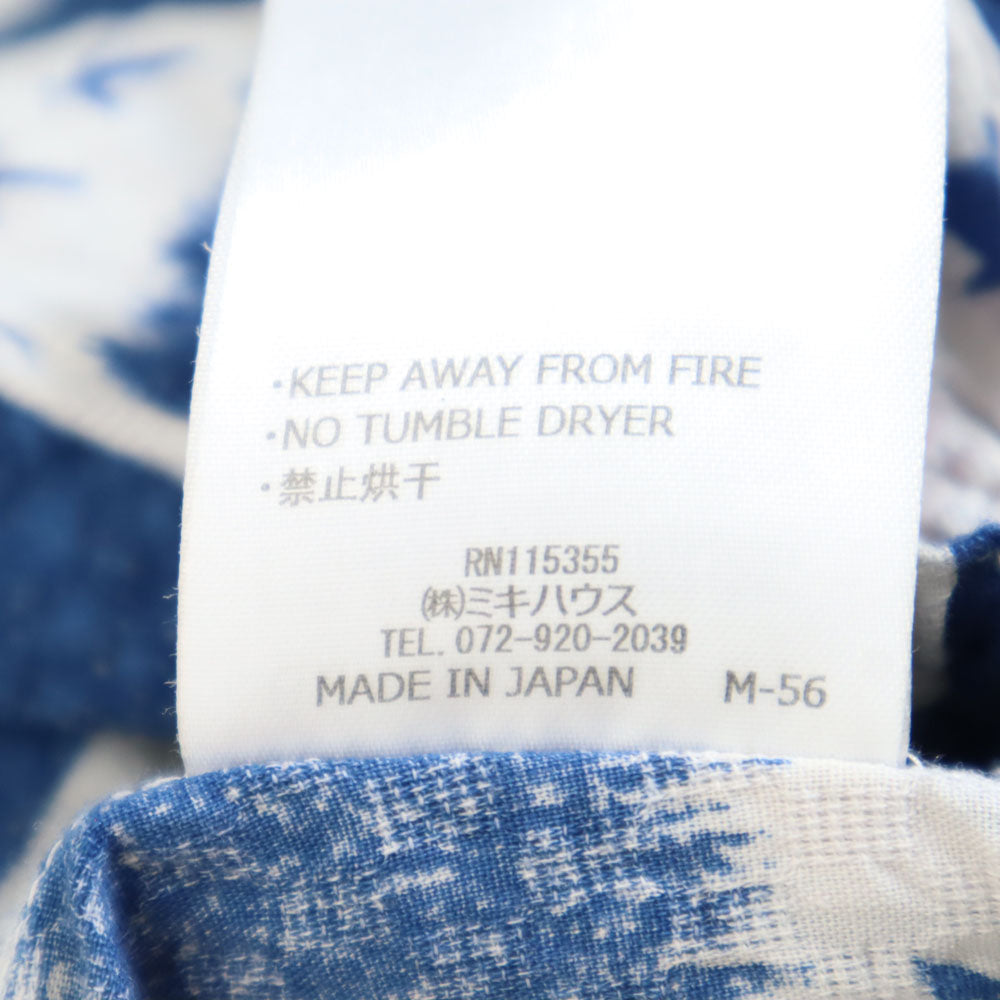 ・KEEP AWAY FROM FIRE
・NO TUMBLE DRYER
・禁止烘干
RN115355
㈱ミキハウス
TEL. 072-920-2039
MADE IN JAPAN M-56